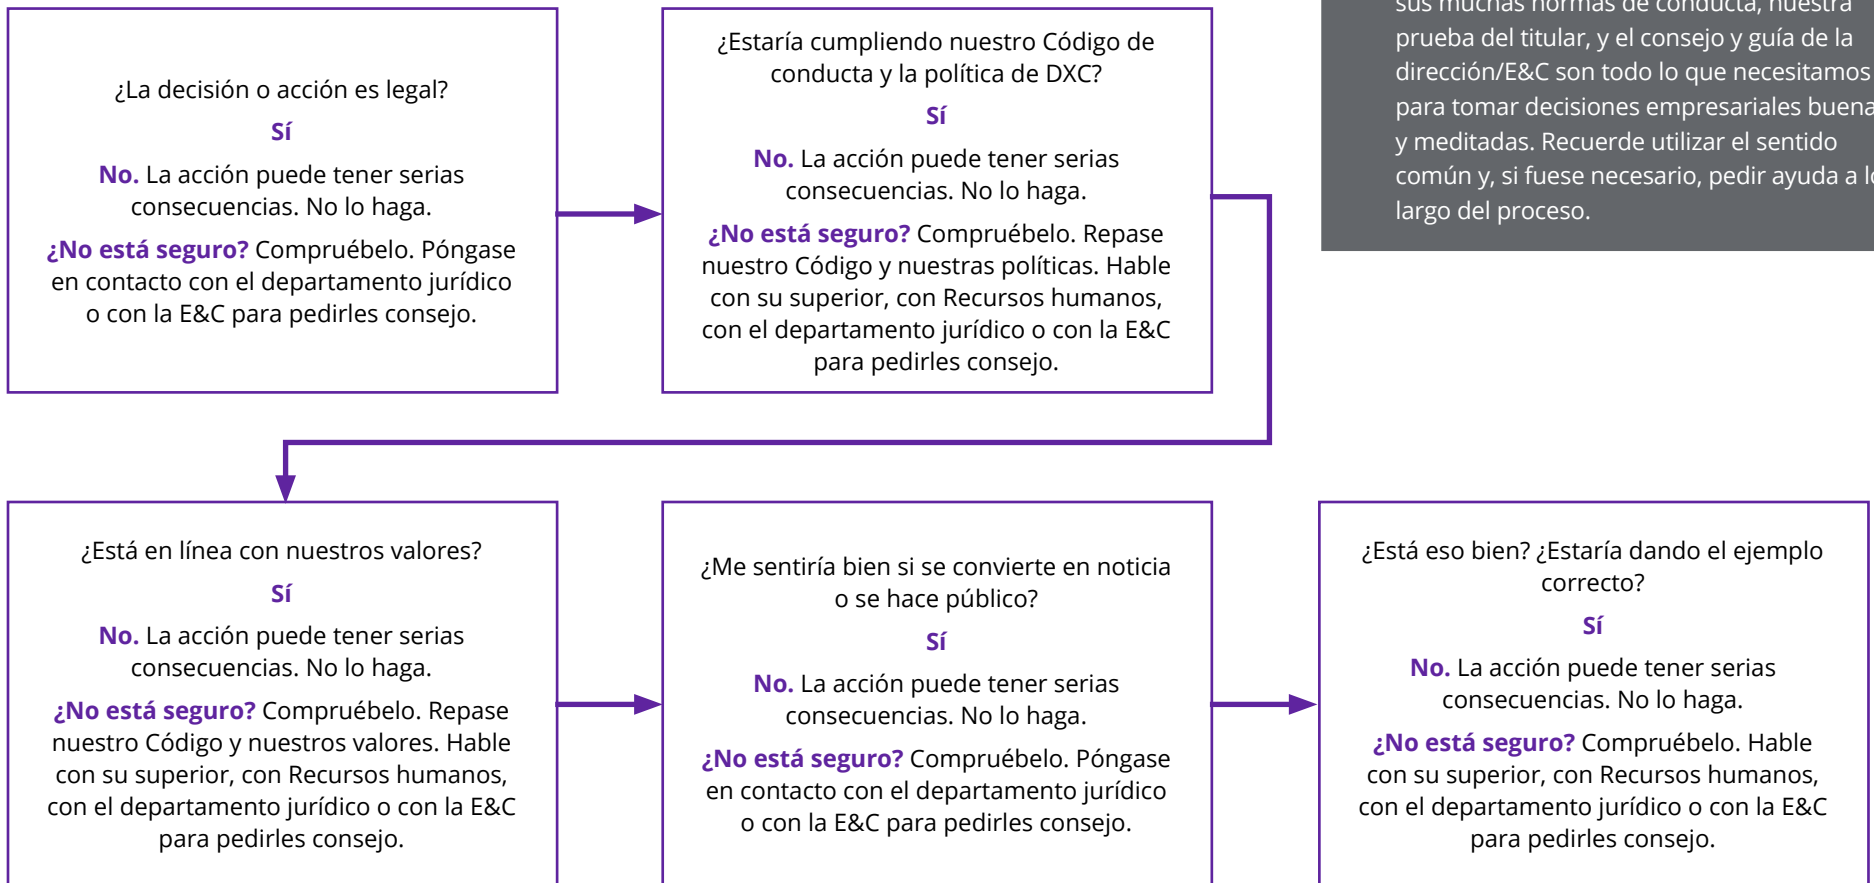 ¿La decisión o acción es legal?
Sí
No. La acción puede tener serias
consecuencias. No lo haga.
¿No está seguro? Compruébelo. Póngase
en contacto con el departamento jurídico
o con la E&C para pedirles consejo.
¿Estaría cumpliendo nuestro Código de
conducta y la política de DXC?
Sí
No. La acción puede tener serias
consecuencias. No lo haga.
¿No está seguro? Compruébelo. Repase
nuestro Código y nuestras políticas. Hable
con su superior, con Recursos humanos,
con el departamento jurídico o con la E&C
para pedirles consejo.
sus muchas normas de conducta, nuestra
prueba del titular, y el consejo y guía de la
dirección/E&C son todo lo que necesitamos
para tomar decisiones empresariales buena
y meditadas. Recuerde utilizar el sentido
común y, si fuese necesario, pedir ayuda a lo
largo del proceso.
¿Está en línea con nuestros valores?
Sí
No. La acción puede tener serias
consecuencias. No lo haga.
¿No está seguro? Compruébelo. Repase
nuestro Código y nuestros valores. Hable
con su superior, con Recursos humanos,
con el departamento jurídico o con la E&C
para pedirles consejo.
¿Me sentiría bien si se convierte en noticia
o se hace público?
Sí
No. La acción puede tener serias
consecuencias. No lo haga.
¿No está seguro? Compruébelo. Póngase
en contacto con el departamento jurídico
o con la E&C para pedirles consejo.
¿Está eso bien? ¿Estaría dando el ejemplo
correcto?
Sí
No. La acción puede tener serias
consecuencias. No lo haga.
¿No está seguro? Compruébelo. Hable
con su superior, con Recursos humanos,
con el departamento jurídico o con la E&C
para pedirles consejo.